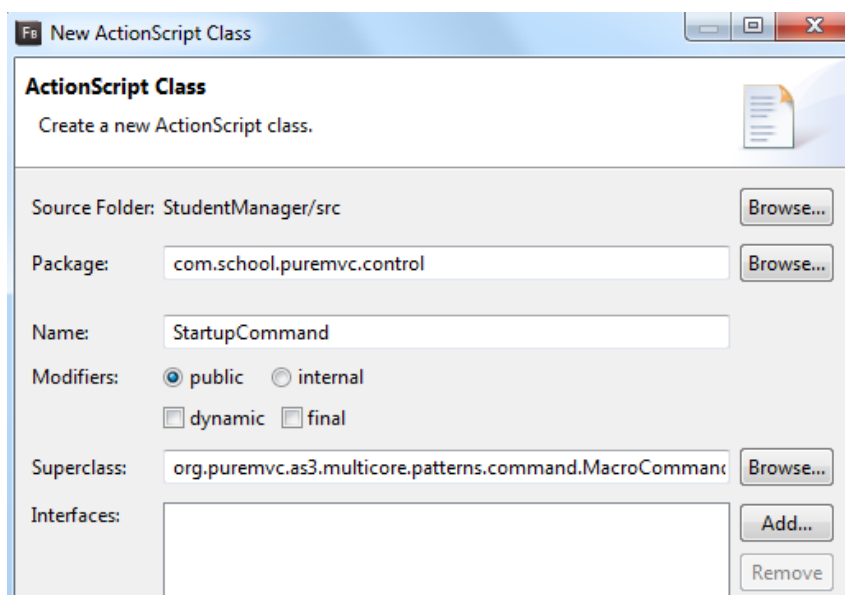 FB New ActionScript Class
ActionScript Class
Create a new ActionScript class.
Source Folder: StudentManager/src Browse...
Package: com.school.puremvc.control Browse...
Name: StartupCommand
Modifiers: public internal
dynamic final
Superclass: org.puremvc.as3.multicore.patterns.command.MacroCommand Browse...
Interfaces: Add...
Remove